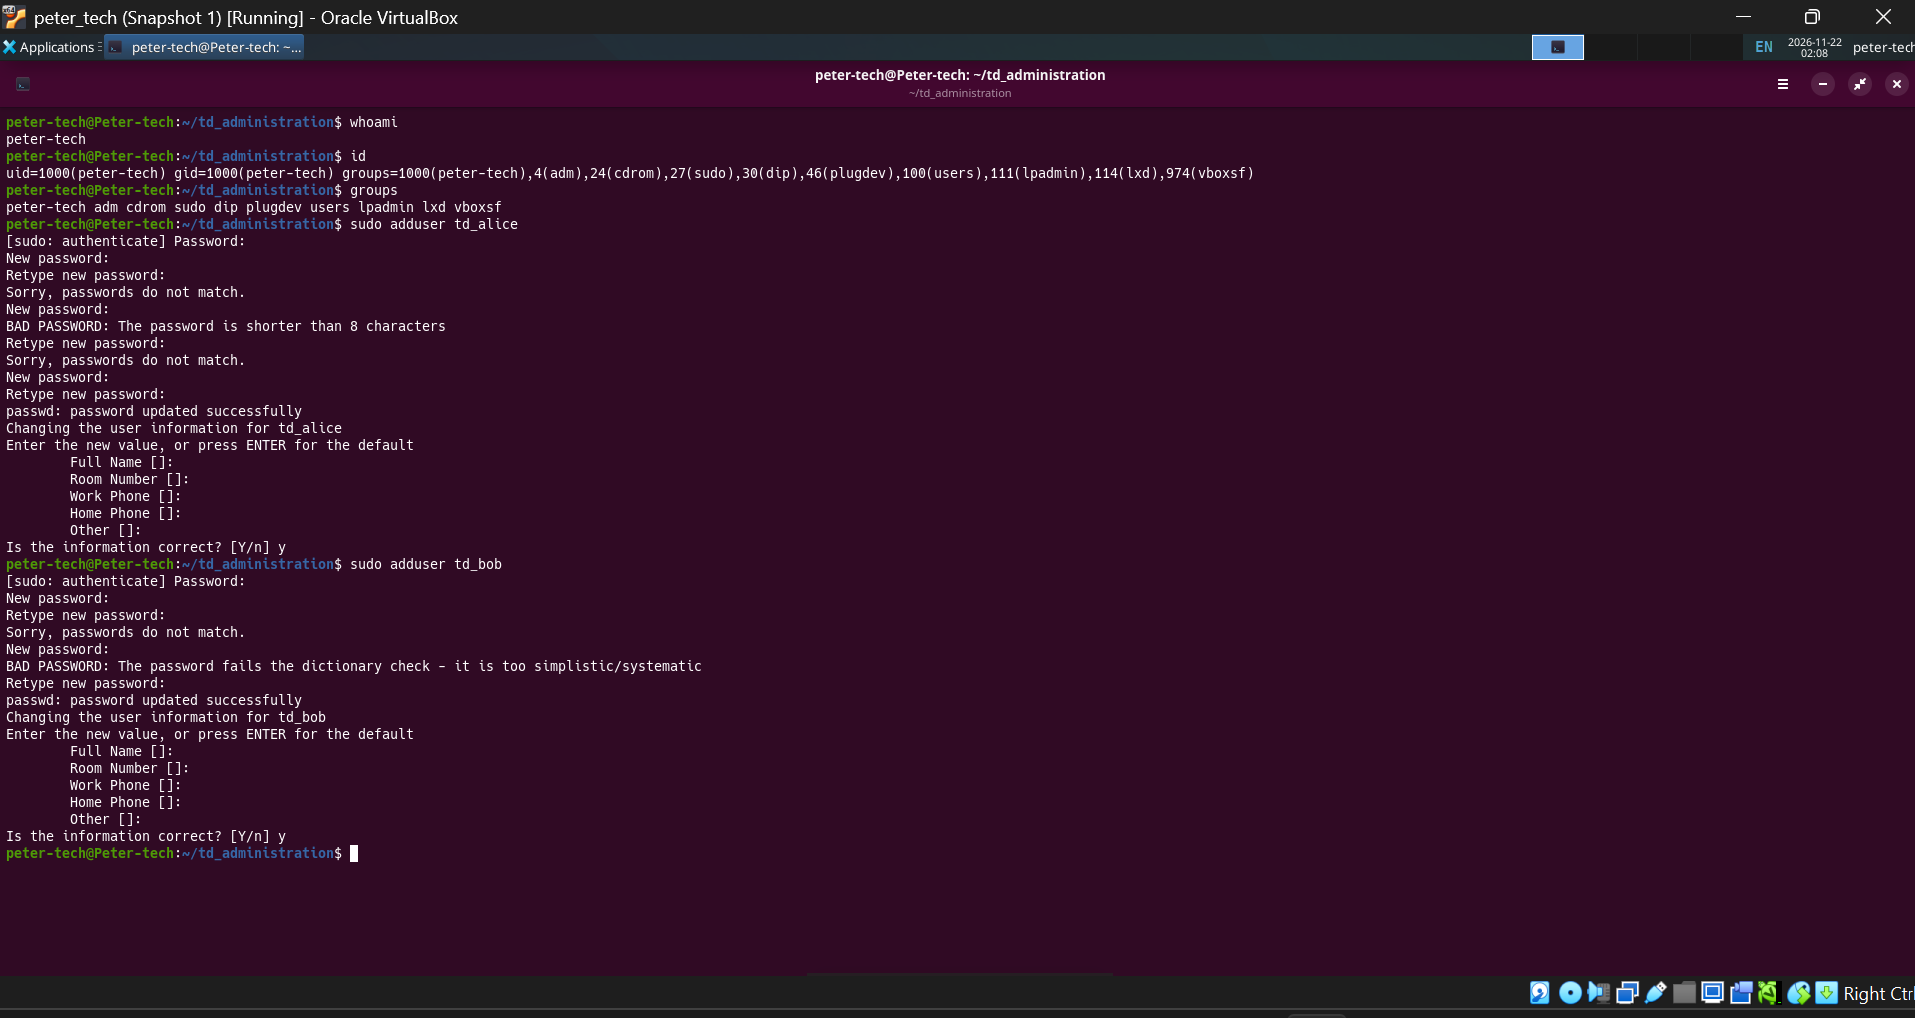 peter_tech (Snapshot 1) [Running] - Oracle VirtualBox
Applications
peter-tech@Peter-tech: ~...
EN
2026-11-22
02:08
peter-tech
peter-tech@Peter-tech: ~/td_administration
~/td_administration
peter-tech@Peter-tech:~/td_administration$ whoami
peter-tech
peter-tech@Peter-tech:~/td_administration$ id
uid=1000(peter-tech) gid=1000(peter-tech) groups=1000(peter-tech),4(adm),24(cdrom),27(sudo),30(dip),46(plugdev),100(users),111(lpadmin),114(lxd),974(vboxsf)
peter-tech@Peter-tech:~/td_administration$ groups
peter-tech adm cdrom sudo dip plugdev users lpadmin lxd vboxsf
peter-tech@Peter-tech:~/td_administration$ sudo adduser td_alice
[sudo: authenticate] Password:
New password:
Retype new password:
Sorry, passwords do not match.
New password:
BAD PASSWORD: The password is shorter than 8 characters
Retype new password:
Sorry, passwords do not match.
New password:
Retype new password:
passwd: password updated successfully
Changing the user information for td_alice
Enter the new value, or press ENTER for the default
Full Name []:
Room Number []:
Work Phone []:
Home Phone []:
Other []:
Is the information correct? [Y/n] y
peter-tech@Peter-tech:~/td_administration$ sudo adduser td_bob
[sudo: authenticate] Password:
New password:
Retype new password:
Sorry, passwords do not match.
New password:
BAD PASSWORD: The password fails the dictionary check - it is too simplistic/systematic
Retype new password:
passwd: password updated successfully
Changing the user information for td_bob
Enter the new value, or press ENTER for the default
Full Name []:
Room Number []:
Work Phone []:
Home Phone []:
Other []:
Is the information correct? [Y/n] y
peter-tech@Peter-tech:~/td_administration$
Right Ctrl